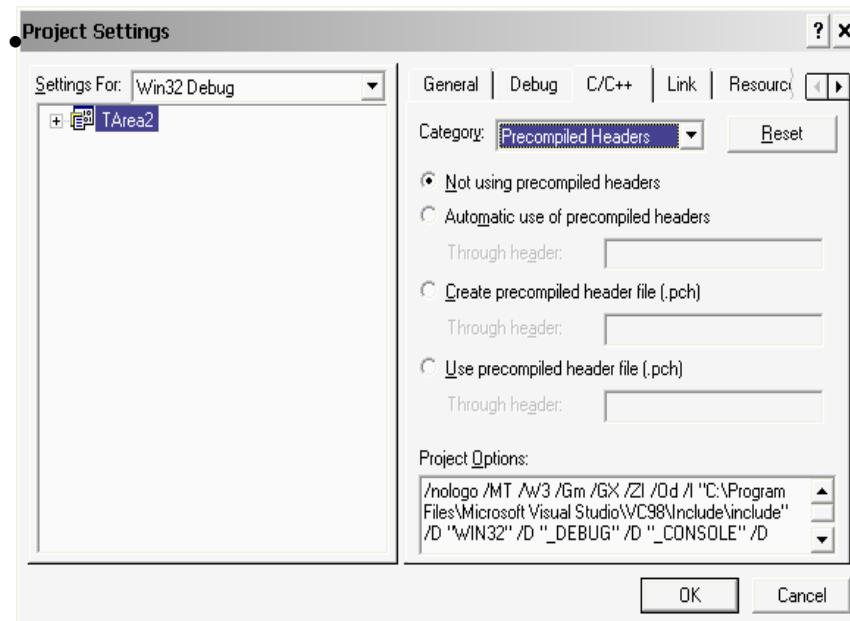 Project Settings
Settings For: Win32 Debug
TArea2
General Debug C/C++ Link Resourc
Category: Precompiled Headers Reset
Not using precompiled headers
Automatic use of precompiled headers
Through header:
Create precompiled header file (.pch)
Through header:
Use precompiled header file (.pch)
Through header:
Project Options:
/nologo /MT /W3 /Gm /GX /ZI /Od /I "C:\Program
Files\Microsoft Visual Studio\VC98\Include\include"
/D "WIN32" /D "_DEBUG" /D "_CONSOLE" /D
OK Cancel